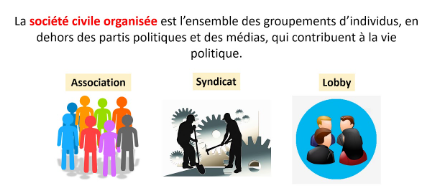 La société civile organisée est l’ensemble des groupements d’individus, en
dehors des partis politiques et des médias, qui contribuent à la vie
politique.
Association Syndicat Lobby